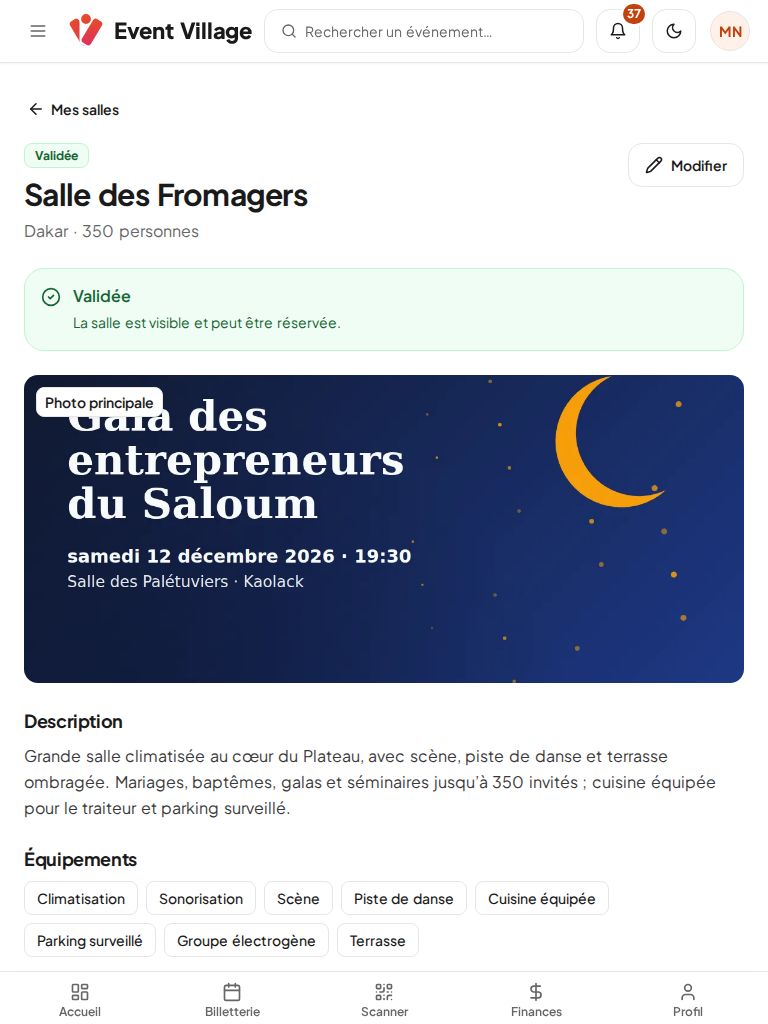 Event Village
Rechercher un événement…
37
MN
Mes salles
Validée
Salle des Fromagers
Modifier
Dakar · 350 personnes
Validée
La salle est visible et peut être réservée.
Photo principale
Gala des
entrepreneurs
du Saloum
samedi 12 décembre 2026 · 19:30
Salle des Palétuviers · Kaolack
Description
Grande salle climatisée au cœur du Plateau, avec scène, piste de danse et terrasse
ombragée. Mariages, baptêmes, galas et séminaires jusqu’à 350 invités ; cuisine équipée
pour le traiteur et parking surveillé.
Équipements
Climatisation Sonorisation Scène Piste de danse Cuisine équipée
Parking surveillé Groupe électrogène Terrasse
Accueil Billetterie Scanner Finances Profil